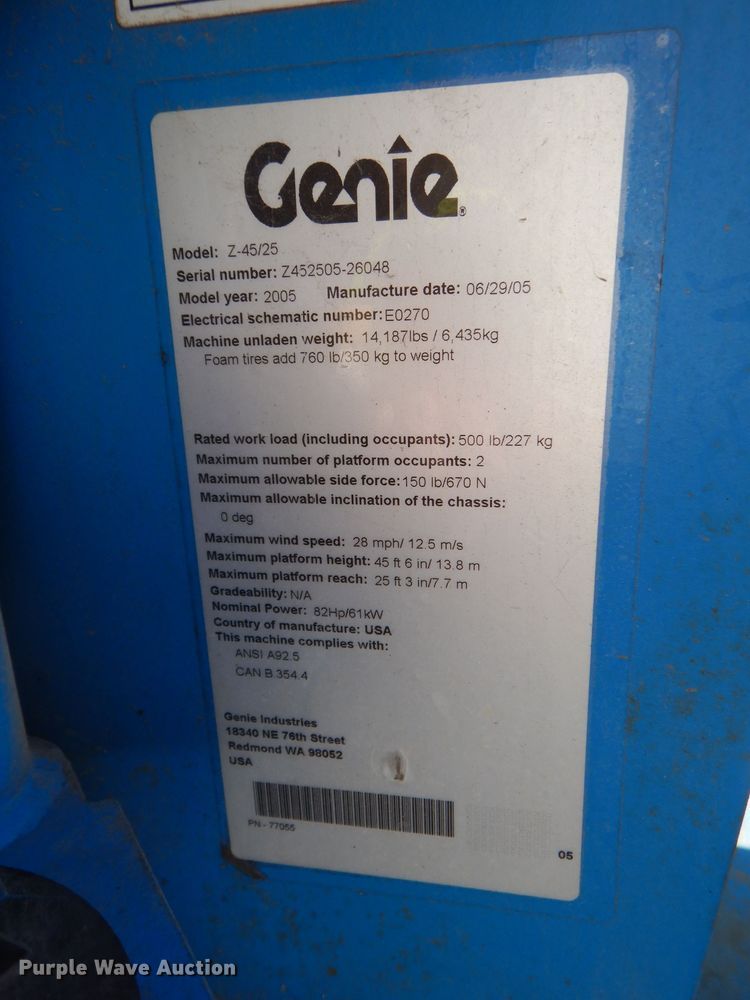 Genie®
Model: Z-45/25
Serial number: Z452505-26048
Model year: 2005 Manufacture date: 06/29/05
Electrical schematic number: E0270
Machine unladen weight: 14,187lbs / 6,435kg
Foam tires add 760 lb/350 kg to weight
Rated work load (including occupants): 500 lb/227 kg
Maximum number of platform occupants: 2
Maximum allowable side force: 150 lb/670 N
Maximum allowable inclination of the chassis:
0 deg
Maximum wind speed: 28 mph/ 12.5 m/s
Maximum platform height: 45 ft 6 in/ 13.8 m
Maximum platform reach: 25 ft 3 in/7.7 m
Gradeability: N/A
Nominal Power: 82Hp/61kW
Country of manufacture: USA
This machine complies with:
ANSI A92.5
CAN B 354.4
Genie Industries
18340 NE 76th Street
Redmond WA 98052
USA
PN - 77055
05
Purple Wave Auction